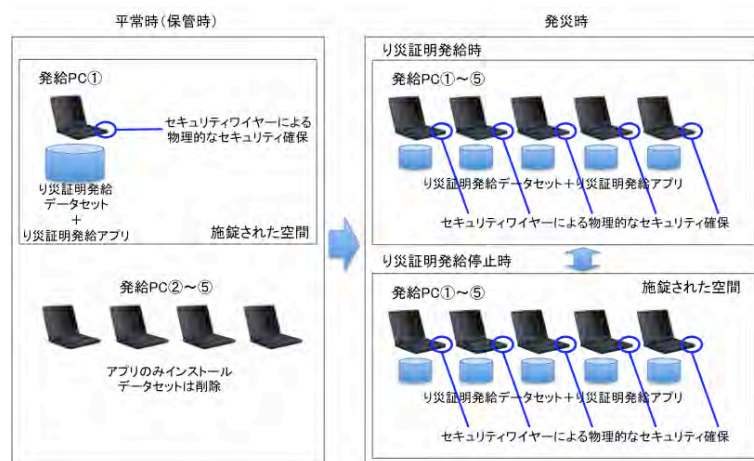 平常時(保管時)
発給PC①
セキュリティワイヤーによる
物理的なセキュリティ確保
り災証明発給
データセット
+
り災証明発給アプリ
施錠された空間
発給PC②～⑤
アプリのみインストール
データセットは削除
発災時
り災証明発給時
発給PC①～⑤
り災証明発給データセット+り災証明発給アプリ
セキュリティワイヤーによる物理的なセキュリティ確保
り災証明発給停止時
発給PC①～⑤
施錠された空間
り災証明発給データセット+り災証明発給アプリ
セキュリティワイヤーによる物理的なセキュリティ確保